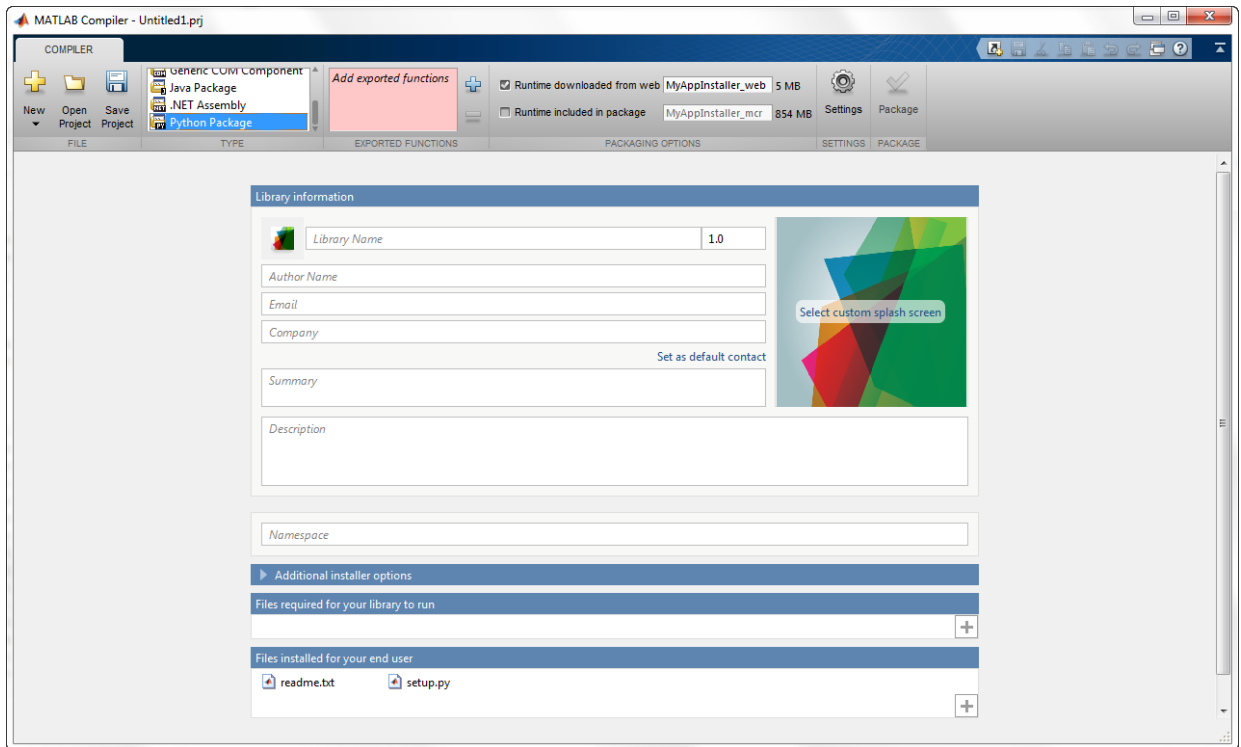 MATLAB Compiler - Untitled1.prj
COMPILER
New
Open Project
Save Project
FILE
Generic COM Component
Java Package
.NET Assembly
Python Package
TYPE
Add exported functions
EXPORTED FUNCTIONS
Runtime downloaded from web MyAppInstaller_web 5 MB
Runtime included in package MyAppInstaller_mcr 854 MB
PACKAGING OPTIONS
Settings
SETTINGS
Package
PACKAGE
Library information
Library Name 1.0
Author Name
Email
Company
Set as default contact
Summary
Select custom splash screen
Description
Namespace
Additional installer options
Files required for your library to run
Files installed for your end user
readme.txt setup.py